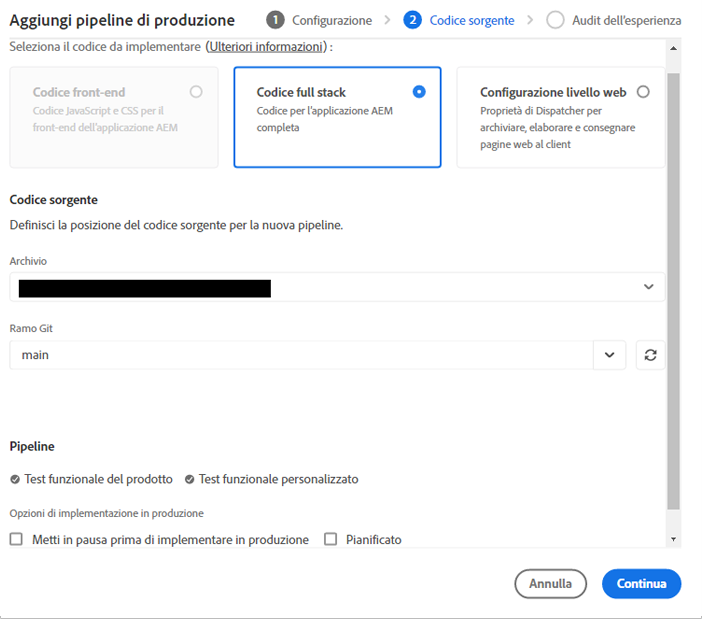 Aggiungi pipeline di produzione
1 Configurazione
2 Codice sorgente
Audit dell'esperienza
Seleziona il codice da implementare (Ulteriori informazioni) :
Codice front-end
Codice JavaScript e CSS per il
front-end dell'applicazione AEM
Codice full stack
Codice per l'applicazione AEM
completa
Configurazione livello web
Proprietà di Dispatcher per
archiviare, elaborare e consegnare
pagine web al client
Codice sorgente
Definisci la posizione del codice sorgente per la nuova pipeline.
Archivio
Ramo Git
main
Pipeline
Test funzionale del prodotto
Test funzionale personalizzato
Opzioni di implementazione in produzione
Metti in pausa prima di implementare in produzione
Pianificato
Annulla
Continua